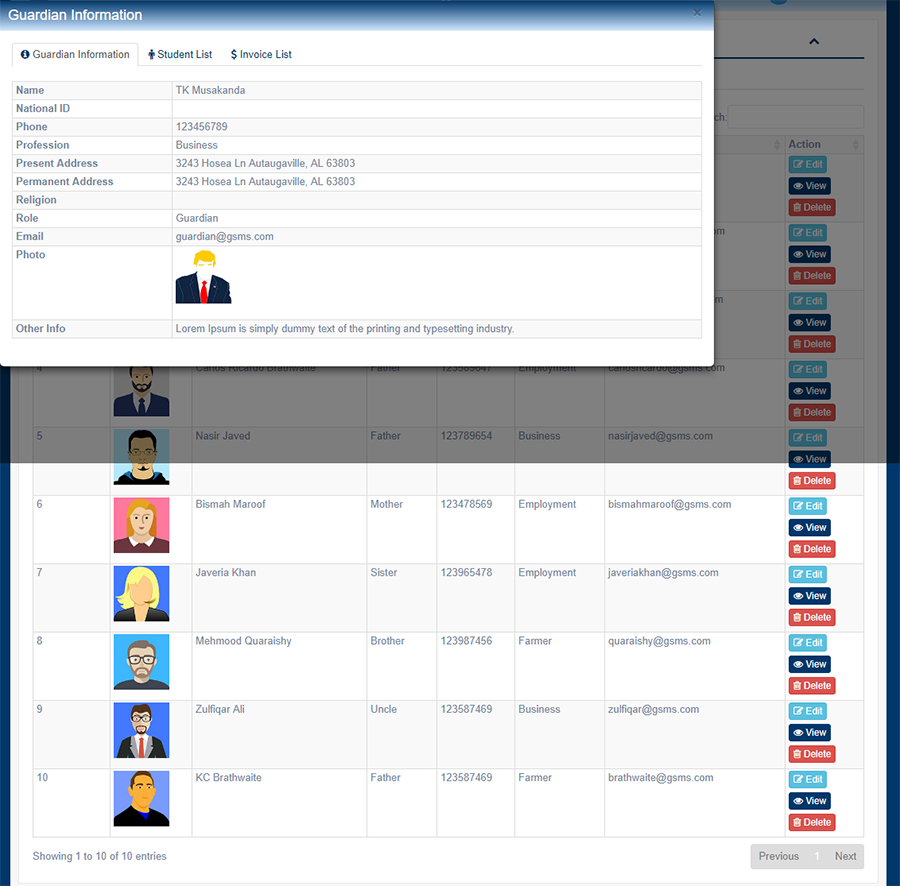 Guardian Information ×
Guardian Information Student List $ Invoice List
Name TK Musakanda
National ID
Phone 123456789
Profession Business
Present Address 3243 Hosea Ln Autaugaville, AL 63803
Permanent Address 3243 Hosea Ln Autaugaville, AL 63803
Religion
Role Guardian
Email guardian@gsms.com
Photo
Other Info Lorem Ipsum is simply dummy text of the printing and typesetting industry.
ch:
Action
Edit
View
Delete
om Edit
View
Delete
m Edit
View
Delete
4 Carlos Ricardo Brathwaite Father 123589647 Employment carlosricardo@gsms.com Edit
View
Delete
5 Nasir Javed Father 123789654 Business nasirjaved@gsms.com Edit
View
Delete
6 Bismah Maroof Mother 123478569 Employment bismahmaroof@gsms.com Edit
View
Delete
7 Javeria Khan Sister 123965478 Employment javeriakhan@gsms.com Edit
View
Delete
8 Mehmood Quaraishy Brother 123987456 Farmer quaraishy@gsms.com Edit
View
Delete
9 Zulfiqar Ali Uncle 123587469 Business zulfiqar@gsms.com Edit
View
Delete
10 KC Brathwaite Father 123587469 Farmer brathwaite@gsms.com Edit
View
Delete
Showing 1 to 10 of 10 entries Previous 1 Next